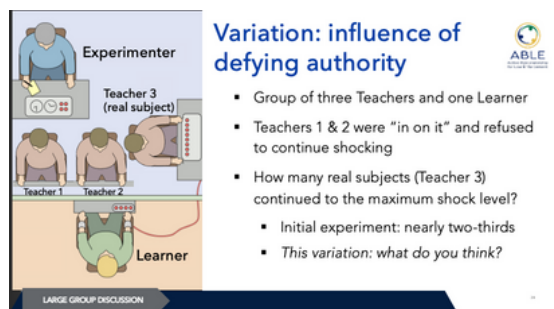 Variation: influence of
defying authority
ABLE
Experimenter
Teacher 3
(real subject)
Teacher 1
Teacher 2
Learner
▪ Group of three Teachers and one Learner
▪ Teachers 1 & 2 were “in on it” and refused
to continue shocking
▪ How many real subjects (Teacher 3)
continued to the maximum shock level?
▪ Initial experiment: nearly two-thirds
▪ This variation: what do you think?
LARGE GROUP DISCUSSION